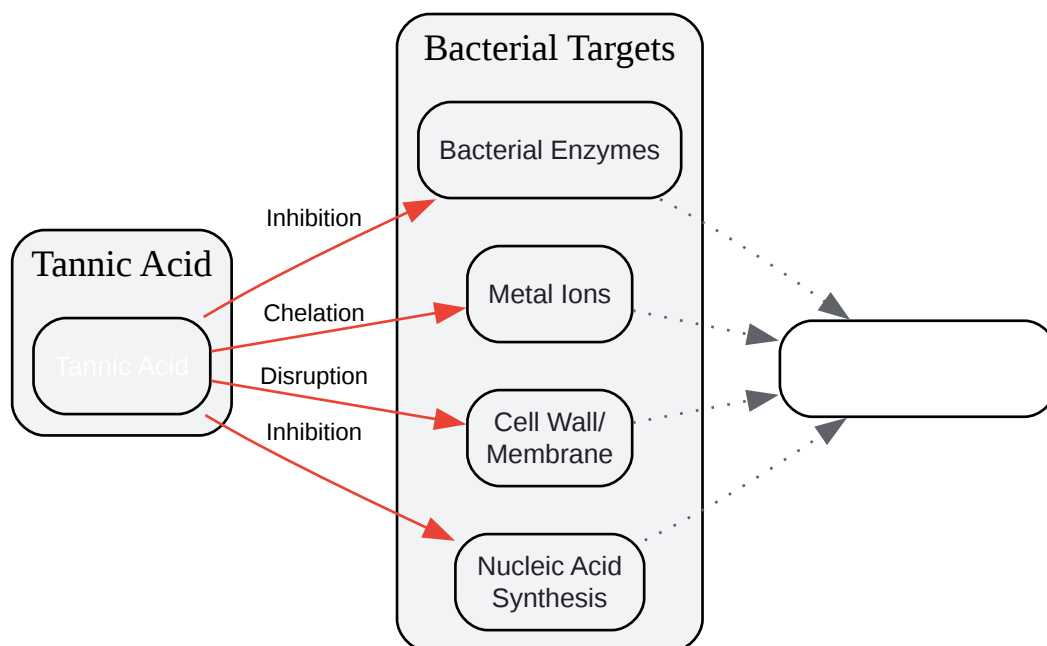 Bacterial Targets
Bacterial Enzymes
Inhibition
Tannic Acid
Metal Ions
Chelation
Tannic Acid
Disruption
Cell Wall/
Membrane
Inhibition
Nucleic Acid
Synthesis